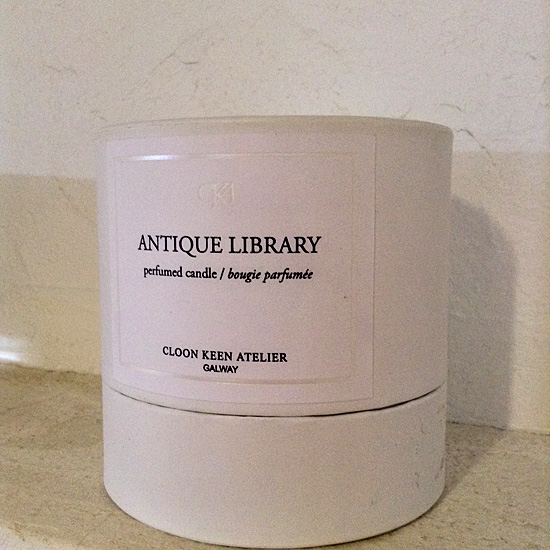 ANTIQUE LIBRARY
perfumed candle / bougie parfumée
CLOON KEEN ATELIER
GALWAY